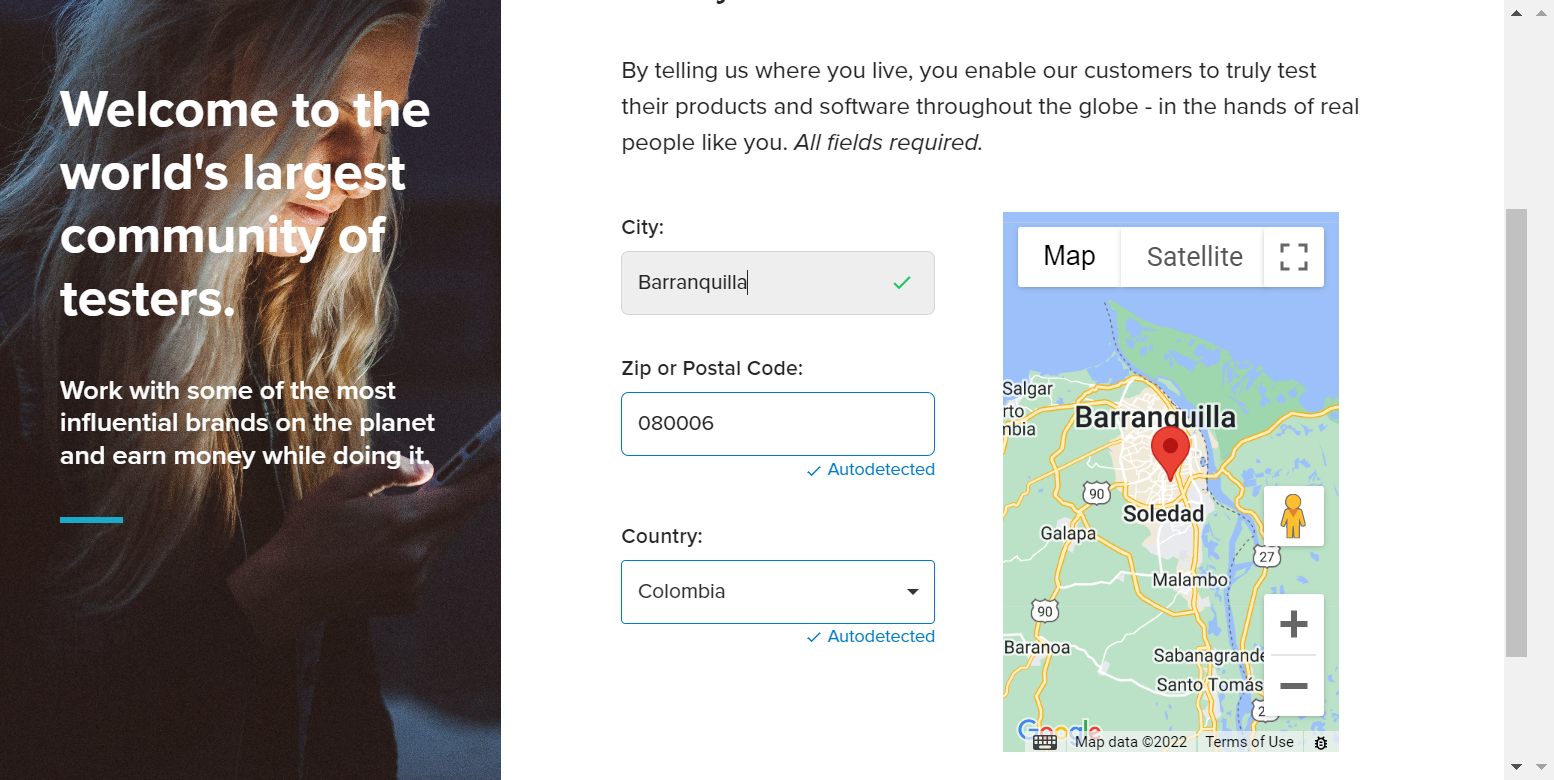 Welcome to the
world's largest
community of
testers.
Work with some of the most
influential brands on the planet
and earn money while doing it.
By telling us where you live, you enable our customers to truly test
their products and software throughout the globe - in the hands of real
people like you. All fields required.
City:
Barranquilla
Zip or Postal Code:
080006
Autodetected
Country:
Colombia
Autodetected
Map
Satellite
Salgar
Barranquilla
90
Soledad
Galapa
27
Malambo
90
Baranoa
Sabanagrande
Santo Tomás
Google
Map data ©2022
Terms of Use